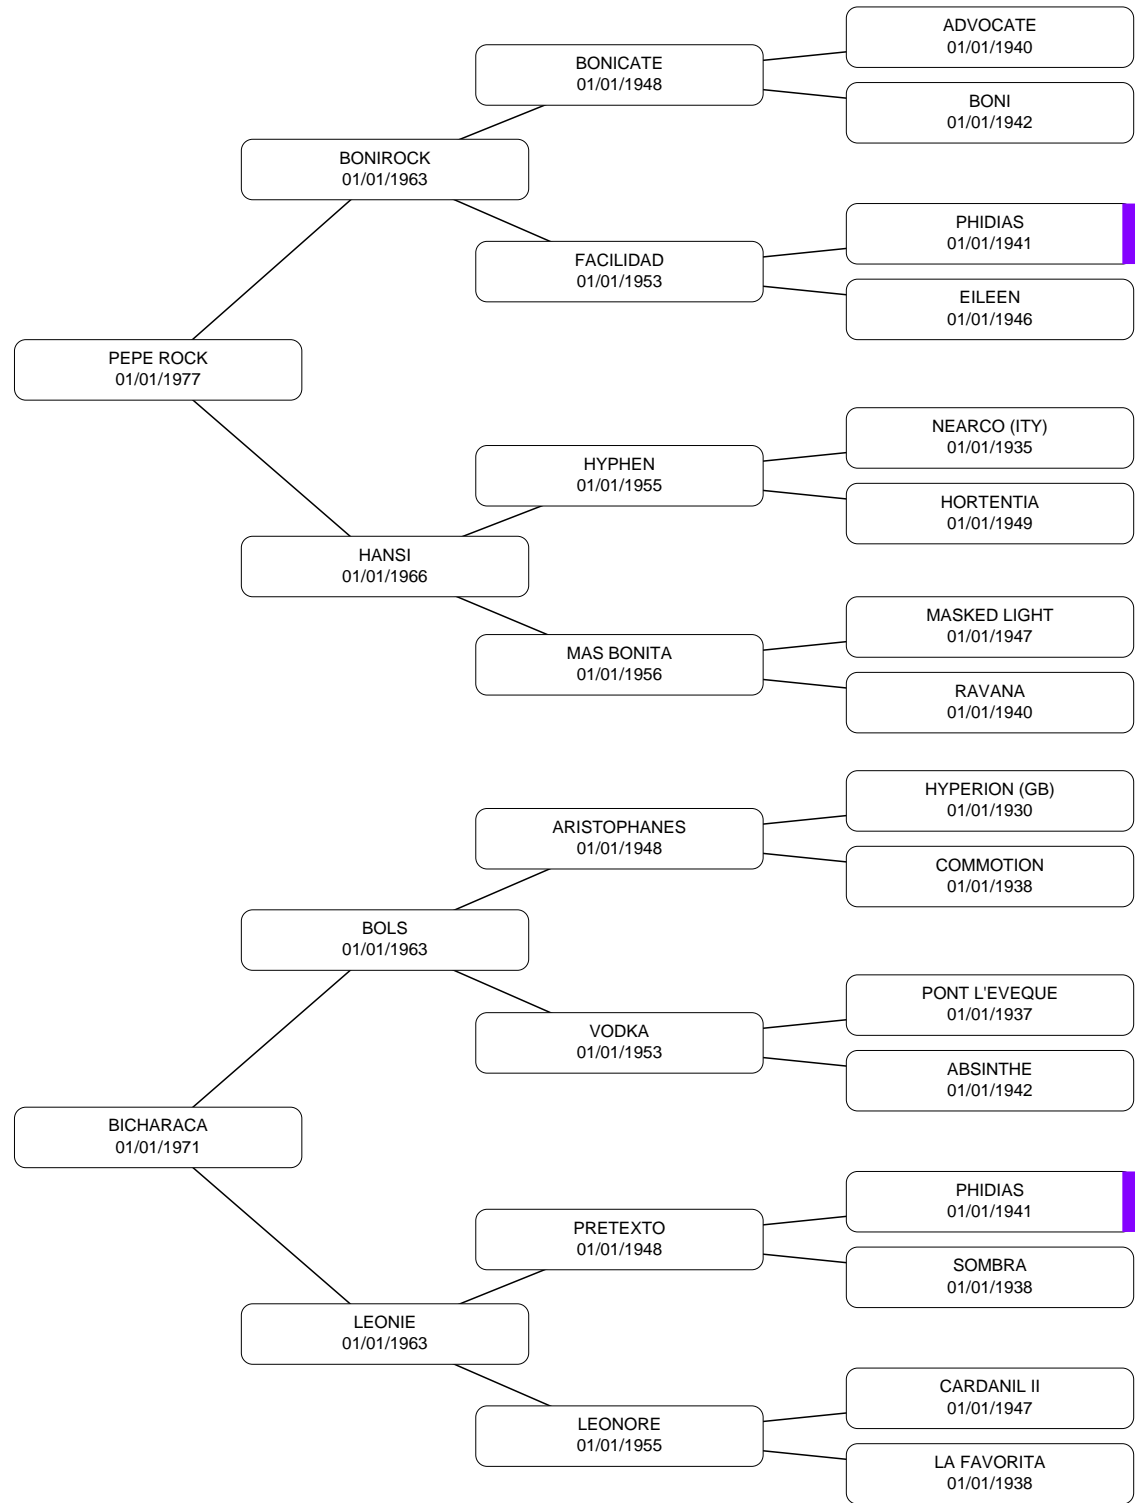 ADVOCATE
01/01/1940
BONICATE
01/01/1948
BONI
01/01/1942
BONIROCK
01/01/1963
PHIDIAS
01/01/1941
FACILIDAD
01/01/1953
EILEEN
01/01/1946
PEPE ROCK
01/01/1977
NEARCO (ITY)
01/01/1935
HYPHEN
01/01/1955
HORTENTIA
01/01/1949
HANSI
01/01/1966
MASKED LIGHT
01/01/1947
MAS BONITA
01/01/1956
RAVANA
01/01/1940
HYPERION (GB)
01/01/1930
ARISTOPHANES
01/01/1948
COMMOTION
01/01/1938
BOLS
01/01/1963
PONT L'EVEQUE
01/01/1937
VODKA
01/01/1953
ABSINTHE
01/01/1942
BICHARACA
01/01/1971
PHIDIAS
01/01/1941
PRETEXTO
01/01/1948
SOMBRA
01/01/1938
LEONIE
01/01/1963
CARDANIL II
01/01/1947
LEONORE
01/01/1955
LA FAVORITA
01/01/1938